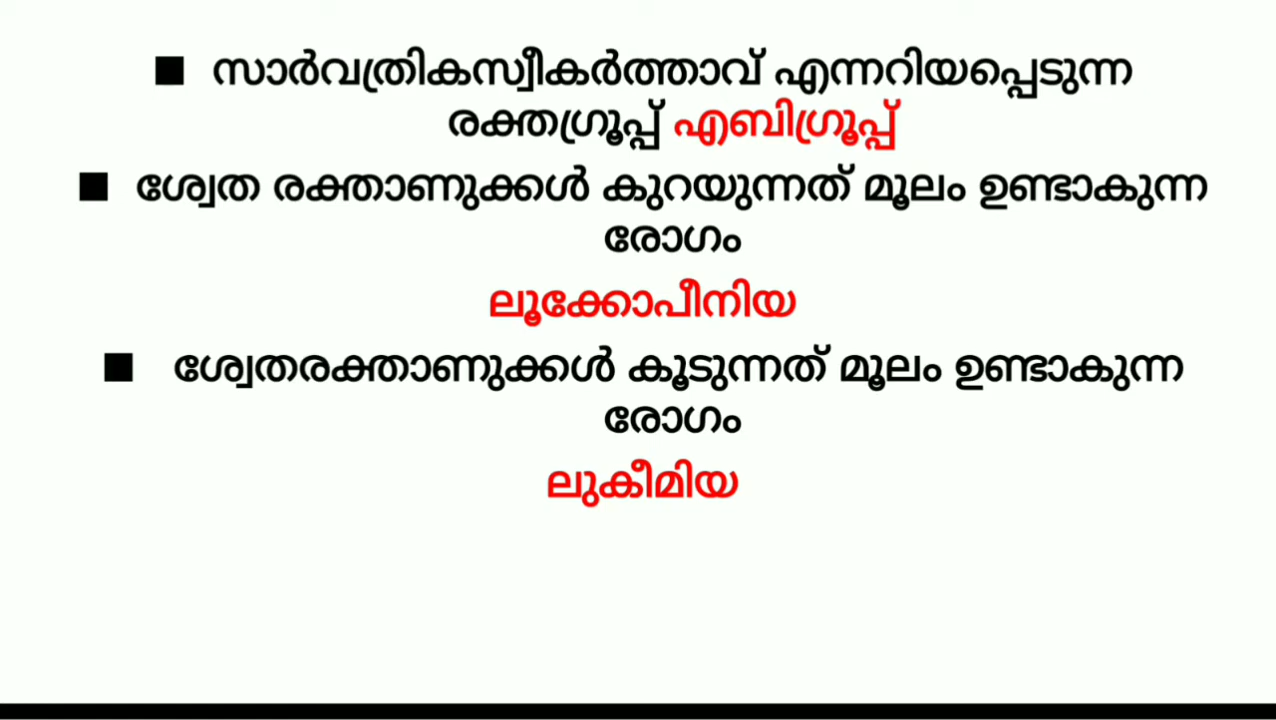 ■ സാർവത്രികസ്വീകർത്താവ് എന്നറിയപ്പെടുന്ന
രക്തഗ്രൂപ്പ് എബിഗ്രൂപ്പ്
■ ശ്വേത രക്താണുക്കൾ കുറയുന്നത് മൂലം ഉണ്ടാകുന്ന
രോഗം
ലൂക്കോപീനിയ
■ ശ്വേതരക്താണുക്കൾ കൂടുന്നത് മൂലം ഉണ്ടാകുന്ന
രോഗം
ലുകീമിയ